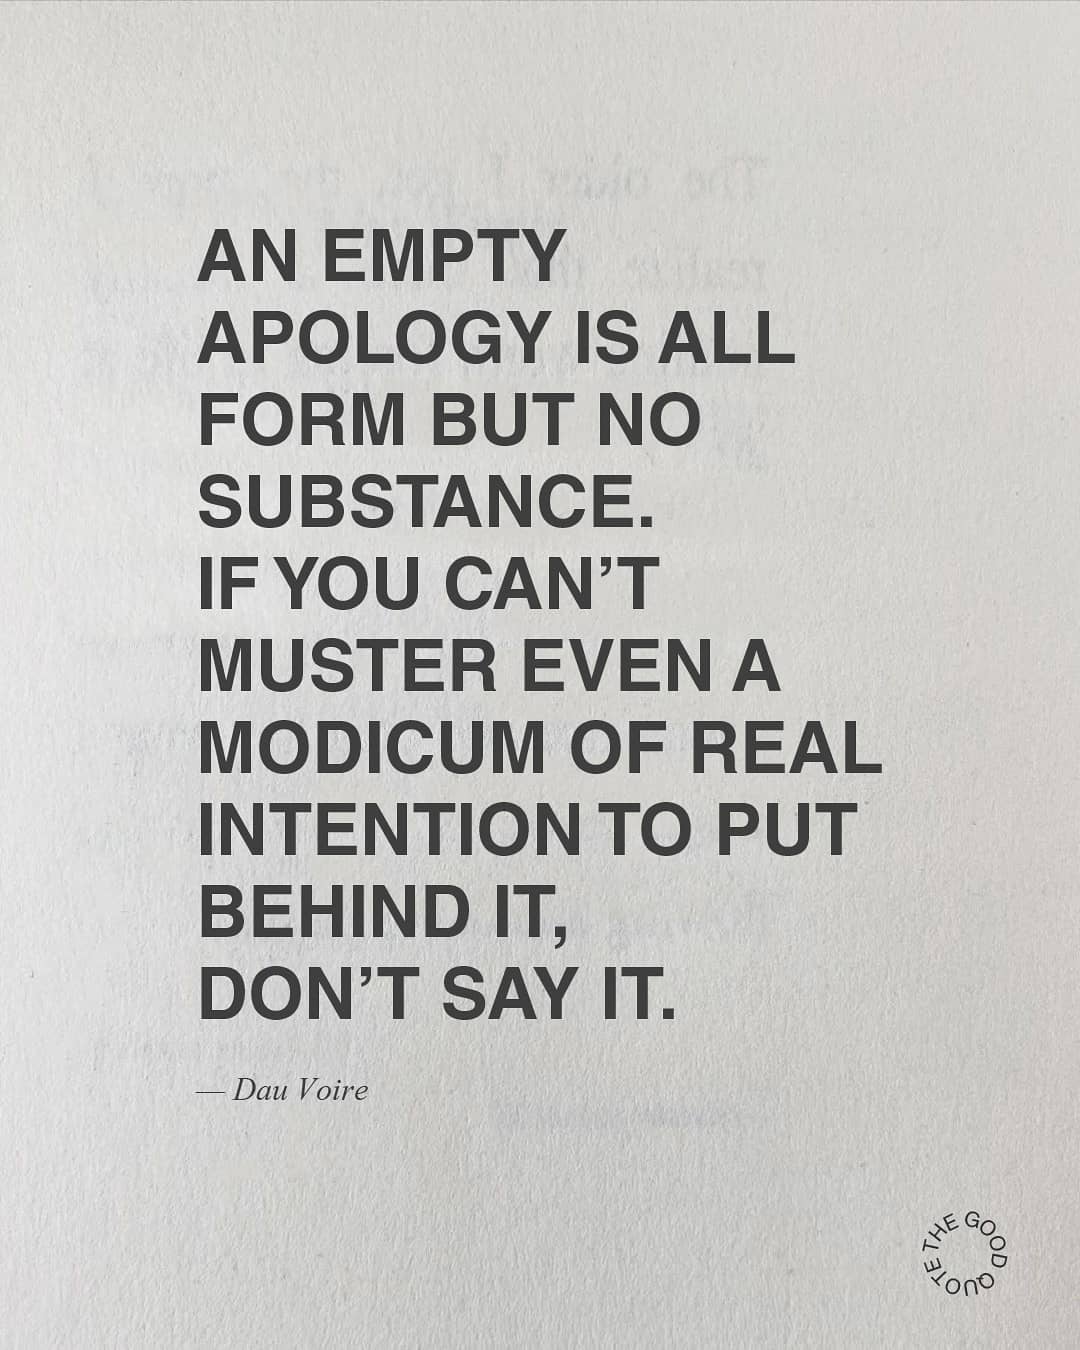 AN EMPTY
APOLOGY IS ALL
FORM BUT NO
SUBSTANCE.
IF YOU CAN’T
MUSTER EVEN A
MODICUM OF REAL
INTENTION TO PUT
BEHIND IT,
DON’T SAY IT.
— Dau Voire
THE GOOD QUOTE